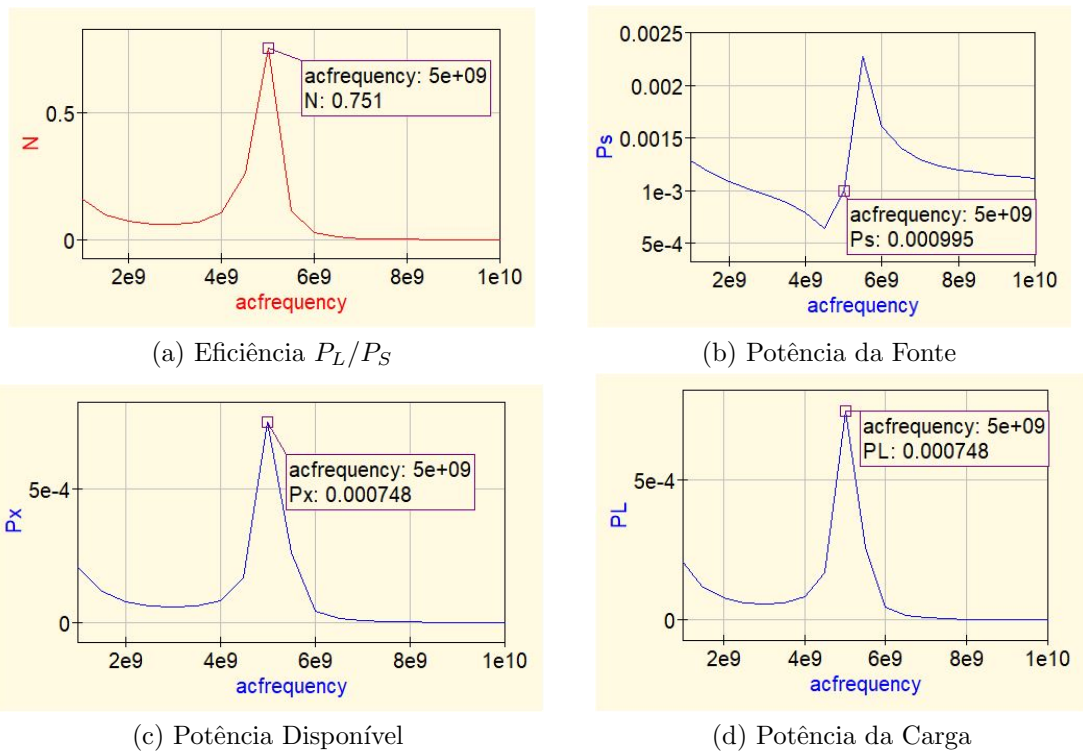 N
0.5
0
acfrequency: 5e+09
N: 0.751
2e9 4e9 6e9 8e9 1e10
acfrequency
(a) Eficiência P_L/P_S
Ps
0.0025
0.002
0.0015
1e-3
5e-4
acfrequency: 5e+09
Ps: 0.000995
2e9 4e9 6e9 8e9 1e10
acfrequency
(b) Potência da Fonte
Px
5e-4
0
acfrequency: 5e+09
Px: 0.000748
2e9 4e9 6e9 8e9 1e10
acfrequency
(c) Potência Disponível
PL
5e-4
0
acfrequency: 5e+09
PL: 0.000748
2e9 4e9 6e9 8e9 1e10
acfrequency
(d) Potência da Carga